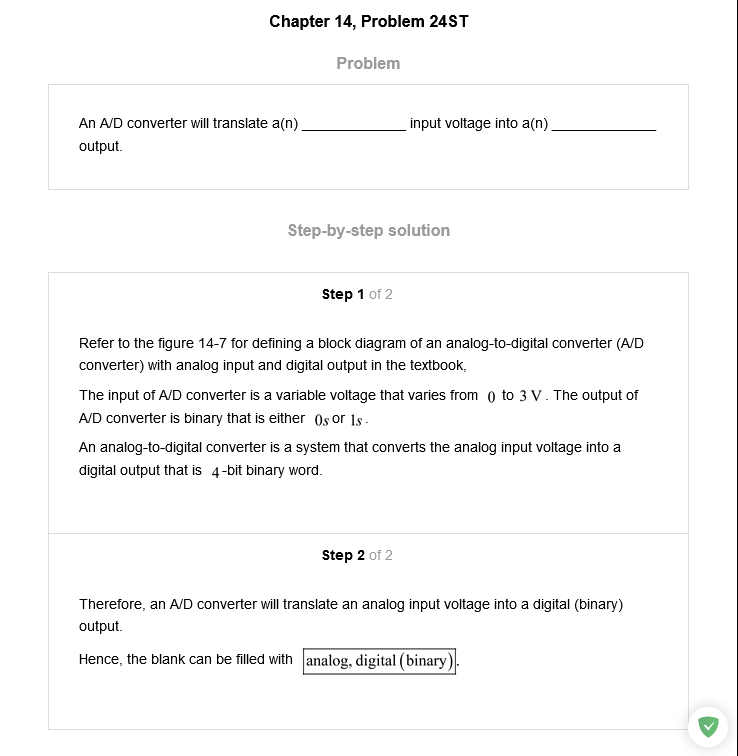 Chapter 14, Problem 24ST
Problem
An A/D converter will translate a(n) _____________ input voltage into a(n) _____________
output.
Step-by-step solution
Step 1 of 2
Refer to the figure 14-7 for defining a block diagram of an analog-to-digital converter (A/D
converter) with analog input and digital output in the textbook,
The input of A/D converter is a variable voltage that varies from 0 to 3 V. The output of
A/D converter is binary that is either 0s or 1s.
An analog-to-digital converter is a system that converts the analog input voltage into a
digital output that is 4-bit binary word.
Step 2 of 2
Therefore, an A/D converter will translate an analog input voltage into a digital (binary)
output.
Hence, the blank can be filled with analog, digital (binary).